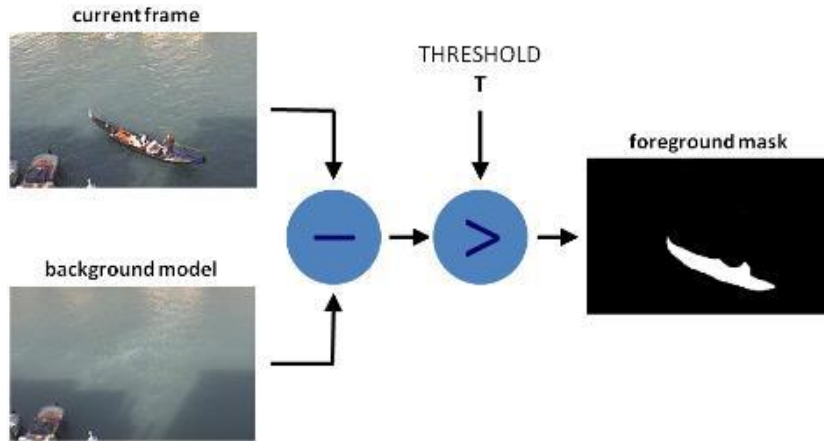 current frame
THRESHOLD
T
foreground mask
− >
background model